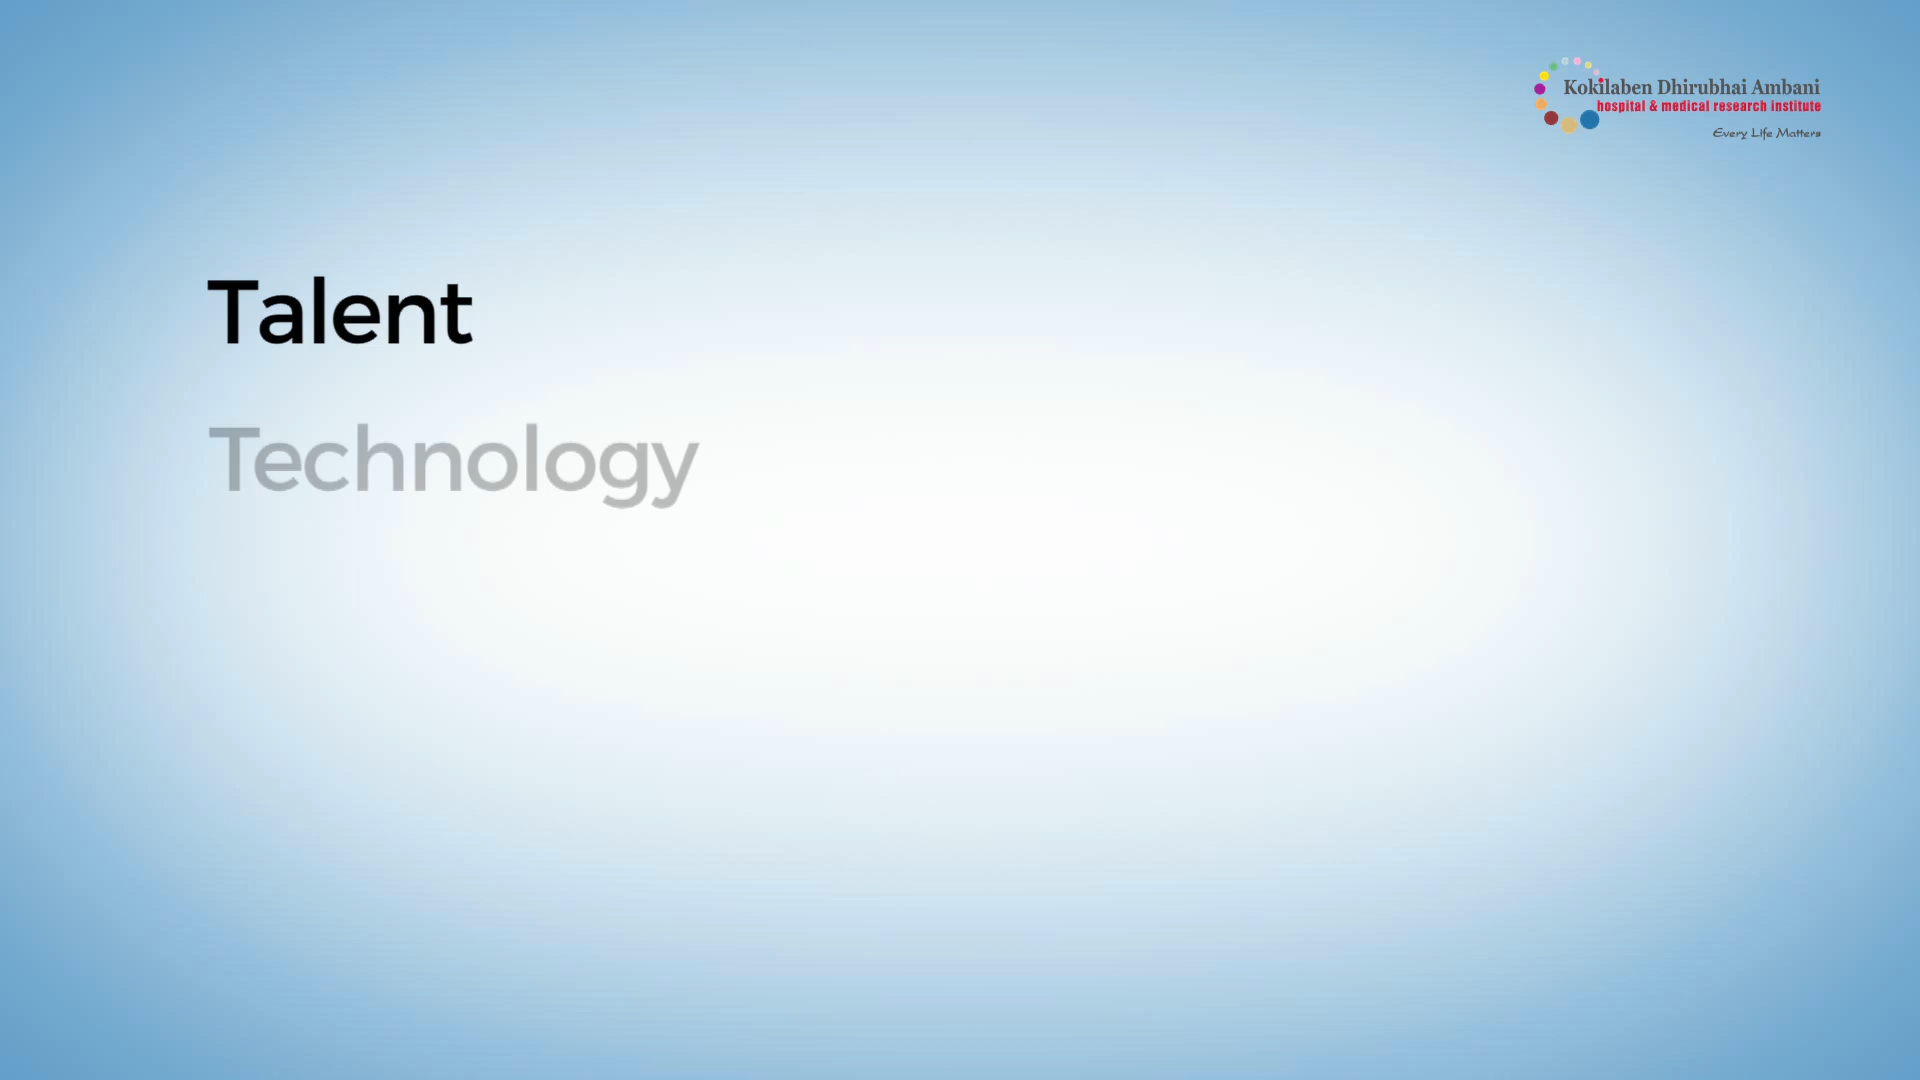 Kokilaben Dhirubhai Ambani
hospital & medical research institute
Every Life Matters
Talent
Technology